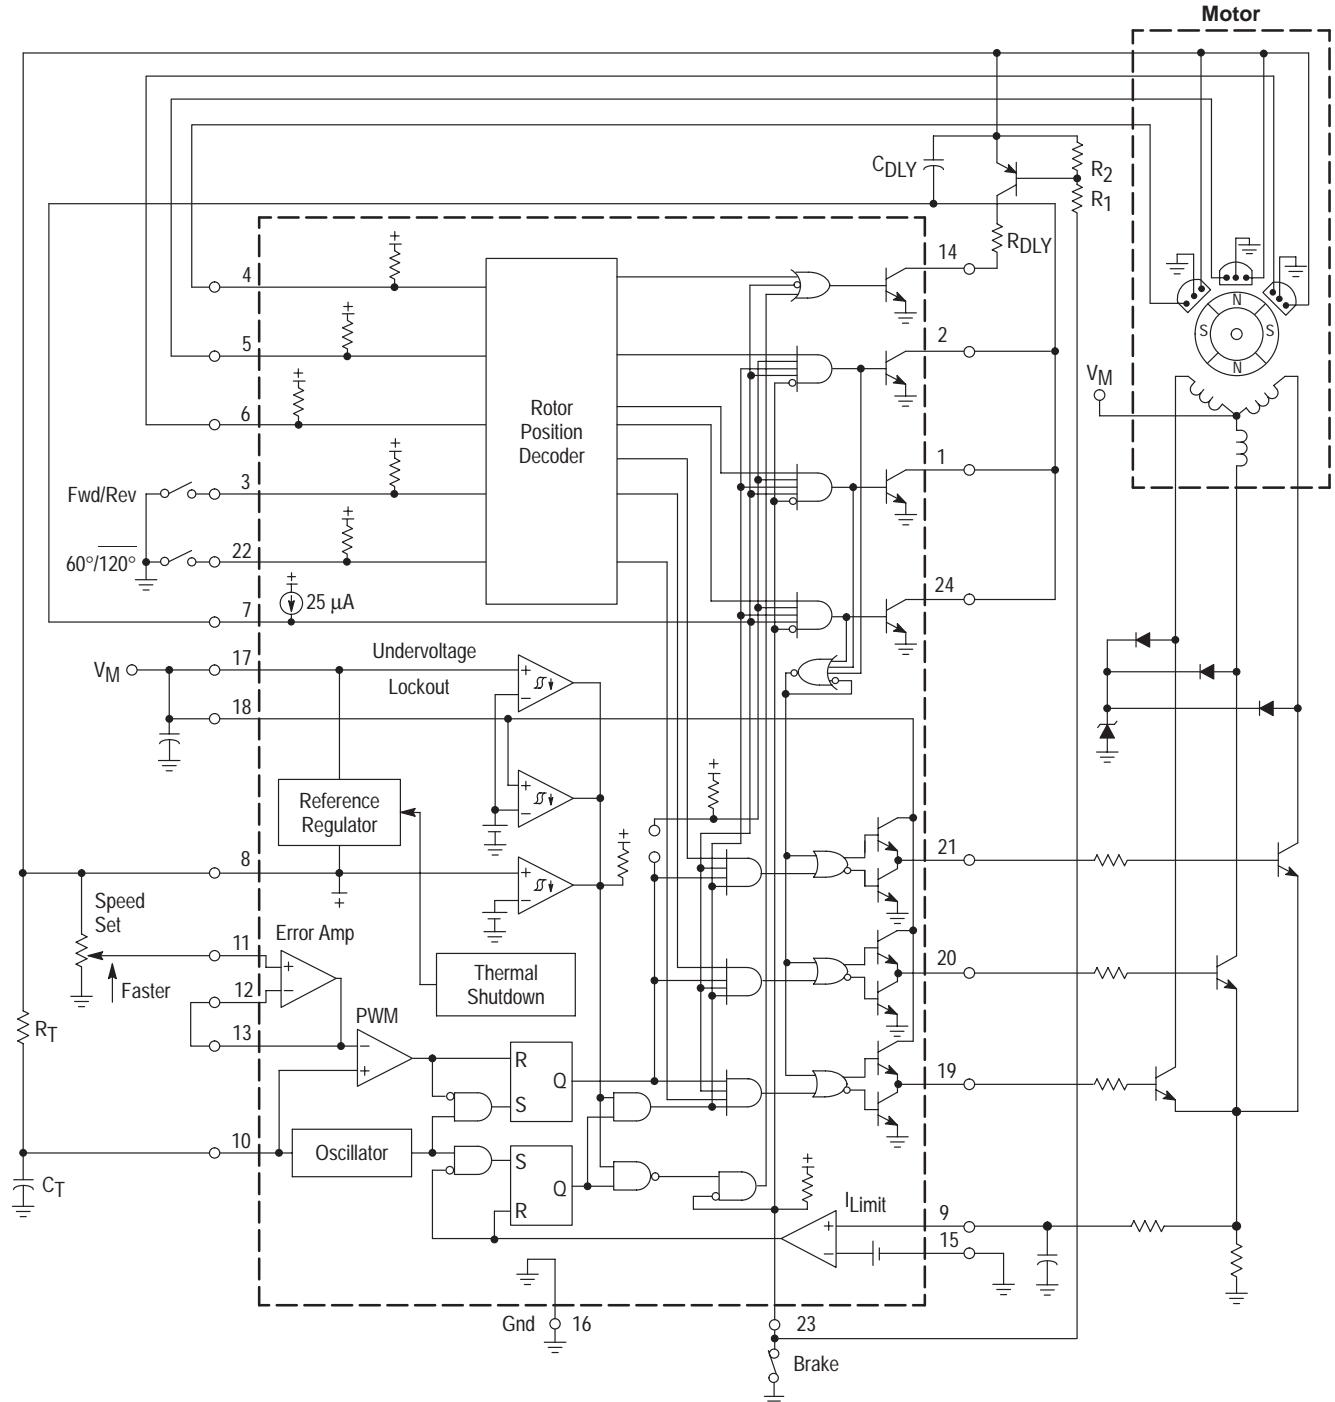 Motor
CDLY
R2
R1
RDLY
14
4
5
2
N
S
S
N
VM
6
Rotor
Position
Decoder
1
Fwd/Rev
3
60°/120°
22
24
25 μA
7
VM
17
Undervoltage
Lockout
+
−
18
Reference
Regulator
+
−
21
8
+
−
+
Speed
Set
Error Amp
11
+
−
Faster
12
Thermal
Shutdown
20
RT
13
PWM
−
+
R
Q
S
19
10
Oscillator
S
Q
R
CT
ILimit
9
+
−
15
Gnd
16
23
Brake